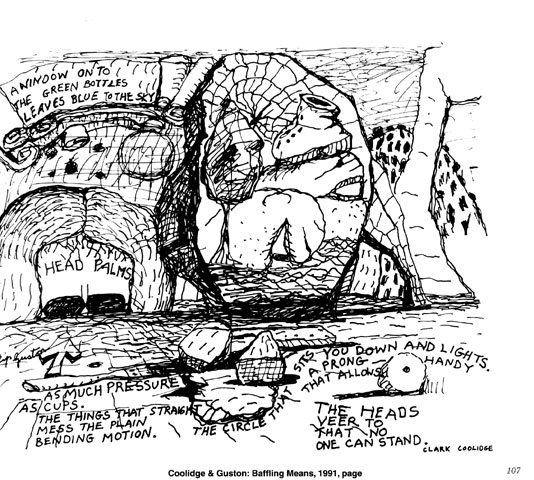 A WINDOW ON TO
THE GREEN BOTTLES
LEAVES BLUE TO THE SKY
HEAD PALMS
AS MUCH PRESSURE
AS CUPS.
THE THINGS THAT STRAIGHT
MESS THE PLAIN
BENDING MOTION.
THE CIRCLE THAT SITS YOU DOWN AND LIGHTS.
A PRONG HANDY
THAT ALLOWS
THE HEADS
VEER TO
THAT NO
ONE CAN STAND.
CLARK COOLIDGE
Coolidge & Guston: Baffling Means, 1991, page
107